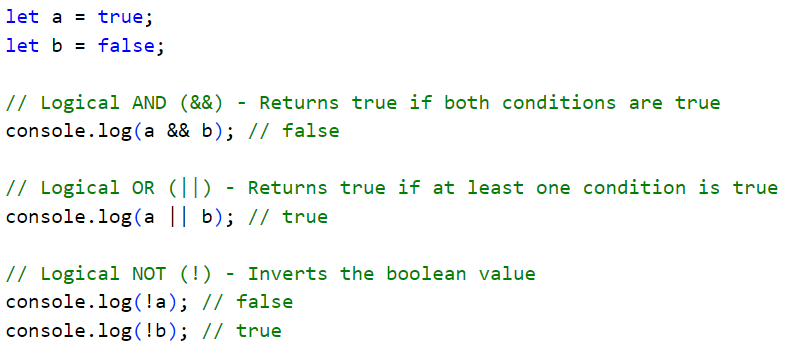 let a = true;
let b = false;
// Logical AND (&&) - Returns true if both conditions are true
console.log(a && b); // false
// Logical OR (||) - Returns true if at least one condition is true
console.log(a || b); // true
// Logical NOT (!) - Inverts the boolean value
console.log(!a); // false
console.log(!b); // true